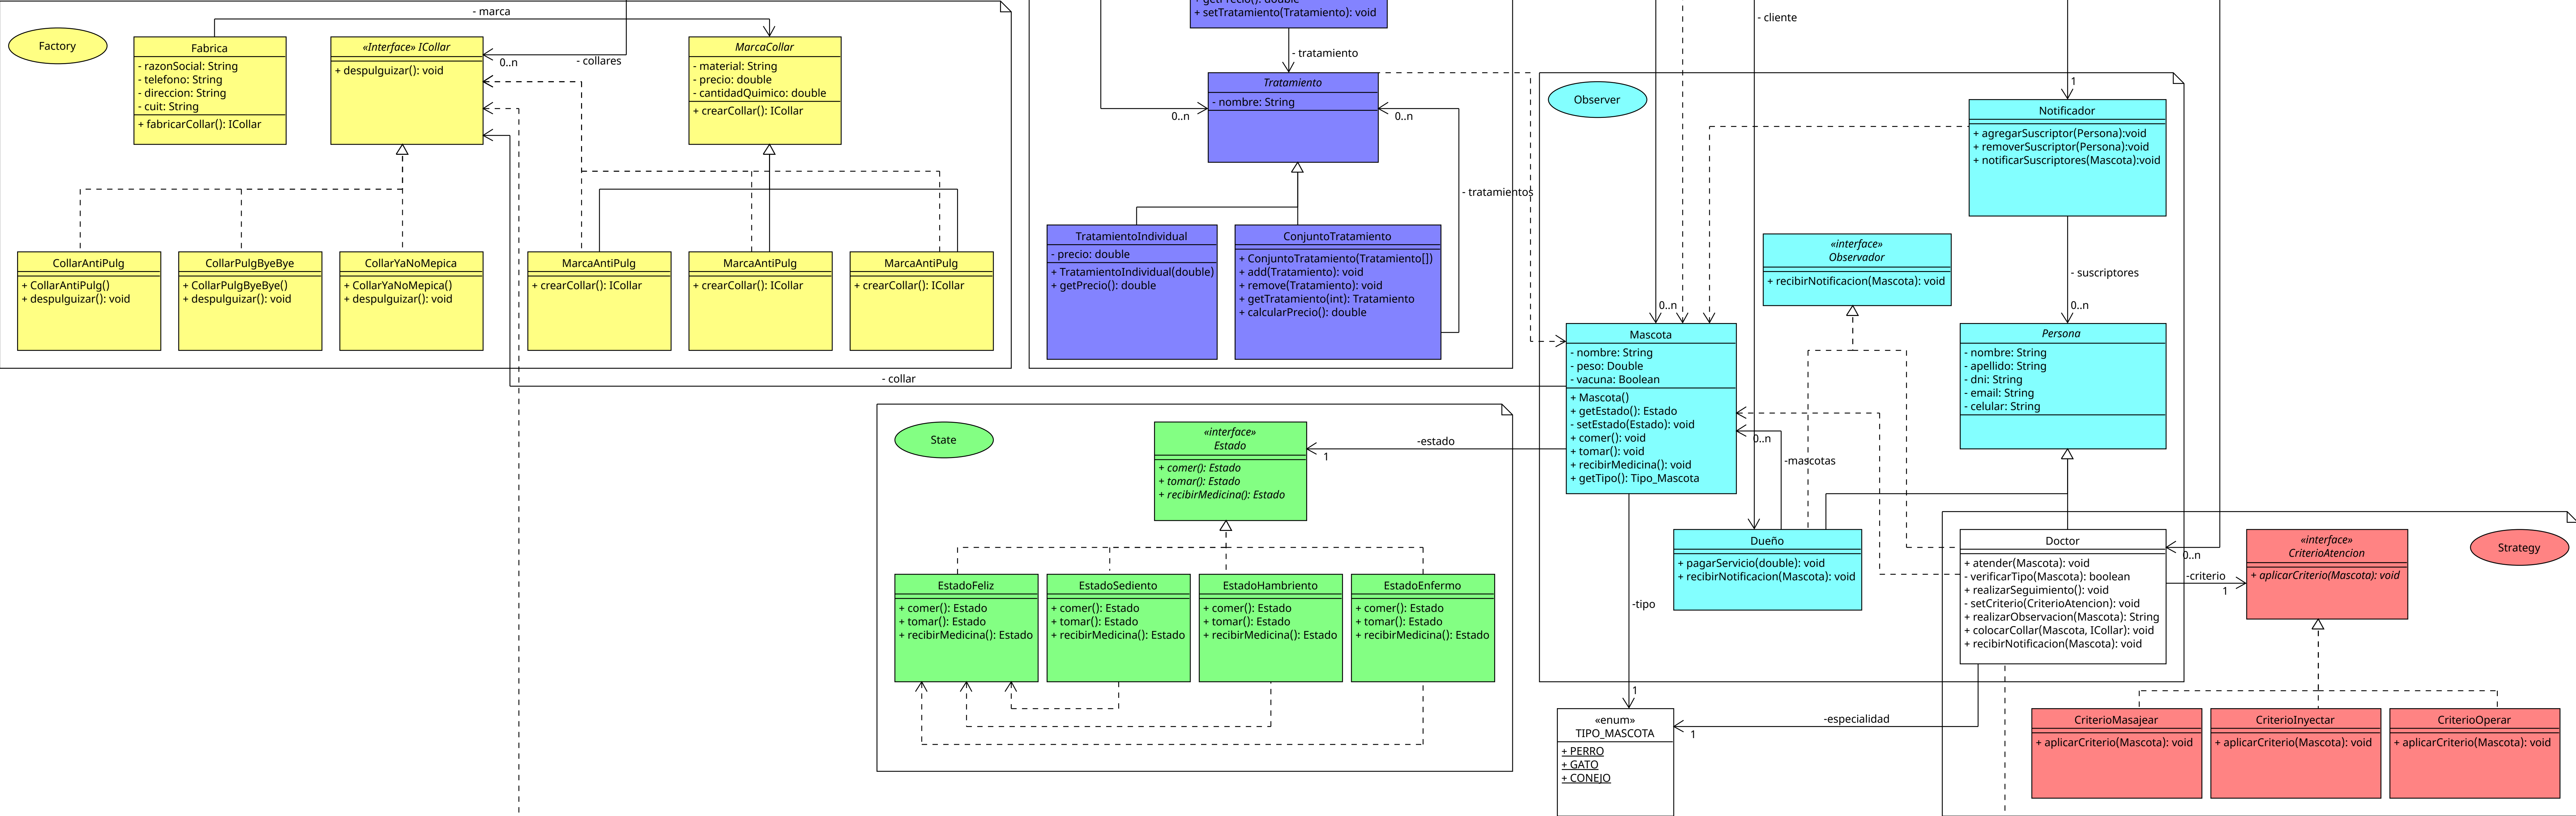 - marca
Factory
Fabrica
- razonSocial: String
- telefono: String
- direccion: String
- cuit: String
+ fabricarCollar(): ICollar
«Interface» ICollar
+ despulguizar(): void
0..n
- collares
MarcaCollar
- material: String
- precio: double
- cantidadQuimico: double
+ crearCollar(): ICollar
CollarAntiPulg
+ CollarAntiPulg()
+ despulguizar(): void
CollarPulgByeBye
+ CollarPulgByeBye()
+ despulguizar(): void
CollarYaNoMepica
+ CollarYaNoMepica()
+ despulguizar(): void
MarcaAntiPulg
+ crearCollar(): ICollar
MarcaAntiPulg
+ crearCollar(): ICollar
MarcaAntiPulg
+ crearCollar(): ICollar
+ getPrecio(): double
+ setTratamiento(Tratamiento): void
- tratamiento
Tratamiento
- nombre: String
0..n
0..n
- tratamientos
TratamientoIndividual
- precio: double
+ TratamientoIndividual(double)
+ getPrecio(): double
ConjuntoTratamiento
+ ConjuntoTratamiento(Tratamiento[])
+ add(Tratamiento): void
+ remove(Tratamiento): void
+ getTratamiento(int): Tratamiento
+ calcularPrecio(): double
- cliente
Observer
1
Notificador
+ agregarSuscriptor(Persona):void
+ removerSuscriptor(Persona):void
+ notificarSuscriptores(Mascota):void
«interface»
Observador
+ recibirNotificacion(Mascota): void
- suscriptores
0..n
0..n
Mascota
- nombre: String
- peso: Double
- vacuna: Boolean
+ Mascota()
+ getEstado(): Estado
- setEstado(Estado): void
+ comer(): void
+ tomar(): void
+ recibirMedicina(): void
+ getTipo(): Tipo_Mascota
Persona
- nombre: String
- apellido: String
- dni: String
- email: String
- celular: String
- collar
0..n
-mascotas
State
«interface»
Estado
+ comer(): Estado
+ tomar(): Estado
+ recibirMedicina(): Estado
-estado
1
EstadoFeliz
+ comer(): Estado
+ tomar(): Estado
+ recibirMedicina(): Estado
EstadoSediento
+ comer(): Estado
+ tomar(): Estado
+ recibirMedicina(): Estado
EstadoHambriento
+ comer(): Estado
+ tomar(): Estado
+ recibirMedicina(): Estado
EstadoEnfermo
+ comer(): Estado
+ tomar(): Estado
+ recibirMedicina(): Estado
Dueño
+ pagarServicio(double): void
+ recibirNotificacion(Mascota): void
Doctor
+ atender(Mascota): void
- verificarTipo(Mascota): boolean
+ realizarSeguimiento(): void
- setCriterio(CriterioAtencion): void
+ realizarObservacion(Mascota): String
+ colocarCollar(Mascota, ICollar): void
+ recibirNotificacion(Mascota): void
0..n
-criterio
1
«interface»
CriterioAtencion
+ aplicarCriterio(Mascota): void
Strategy
-tipo
1
«enum»
TIPO_MASCOTA
+ PERRO
+ GATO
+ CONEJO
-especialidad
1
CriterioMasajear
+ aplicarCriterio(Mascota): void
CriterioInyectar
+ aplicarCriterio(Mascota): void
CriterioOperar
+ aplicarCriterio(Mascota): void